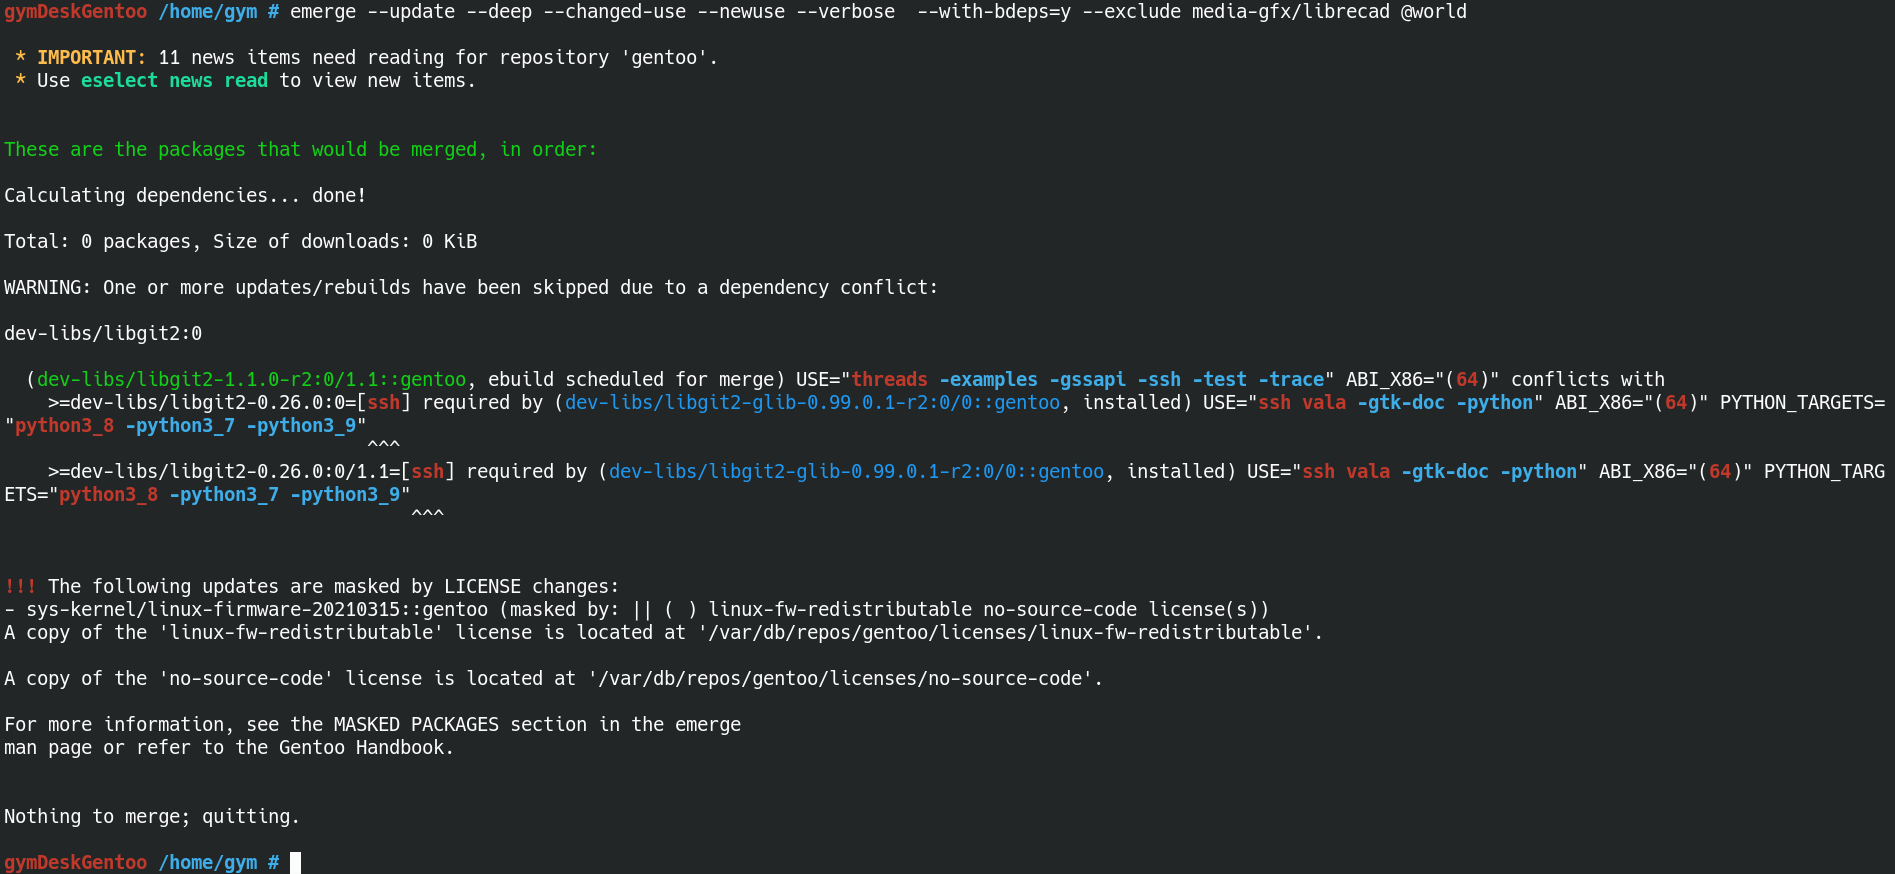 gymDeskGentoo /home/gym # emerge --update --deep --changed-use --newuse --verbose  --with-bdeps=y --exclude media-gfx/librecad @world
 * IMPORTANT: 11 news items need reading for repository 'gentoo'.
 * Use eselect news read to view new items.
These are the packages that would be merged, in order:
Calculating dependencies... done!
Total: 0 packages, Size of downloads: 0 KiB
WARNING: One or more updates/rebuilds have been skipped due to a dependency conflict:
dev-libs/libgit2:0
  (dev-libs/libgit2-1.1.0-r2:0/1.1::gentoo, ebuild scheduled for merge) USE="threads -examples -gssapi -ssh -test -trace" ABI_X86="(64)" conflicts with
    >=dev-libs/libgit2-0.26.0:0=[ssh] required by (dev-libs/libgit2-glib-0.99.0.1-r2:0/0::gentoo, installed) USE="ssh vala -gtk-doc -python" ABI_X86="(64)" PYTHON_TARGETS=
"python3_8 -python3_7 -python3_9"
                                 ^^^
    >=dev-libs/libgit2-0.26.0:0/1.1=[ssh] required by (dev-libs/libgit2-glib-0.99.0.1-r2:0/0::gentoo, installed) USE="ssh vala -gtk-doc -python" ABI_X86="(64)" PYTHON_TARG
ETS="python3_8 -python3_7 -python3_9"
                                     ^^^
!!! The following updates are masked by LICENSE changes:
- sys-kernel/linux-firmware-20210315::gentoo (masked by: || ( ) linux-fw-redistributable no-source-code license(s))
A copy of the 'linux-fw-redistributable' license is located at '/var/db/repos/gentoo/licenses/linux-fw-redistributable'.
A copy of the 'no-source-code' license is located at '/var/db/repos/gentoo/licenses/no-source-code'.
For more information, see the MASKED PACKAGES section in the emerge
man page or refer to the Gentoo Handbook.
Nothing to merge; quitting.
gymDeskGentoo /home/gym #